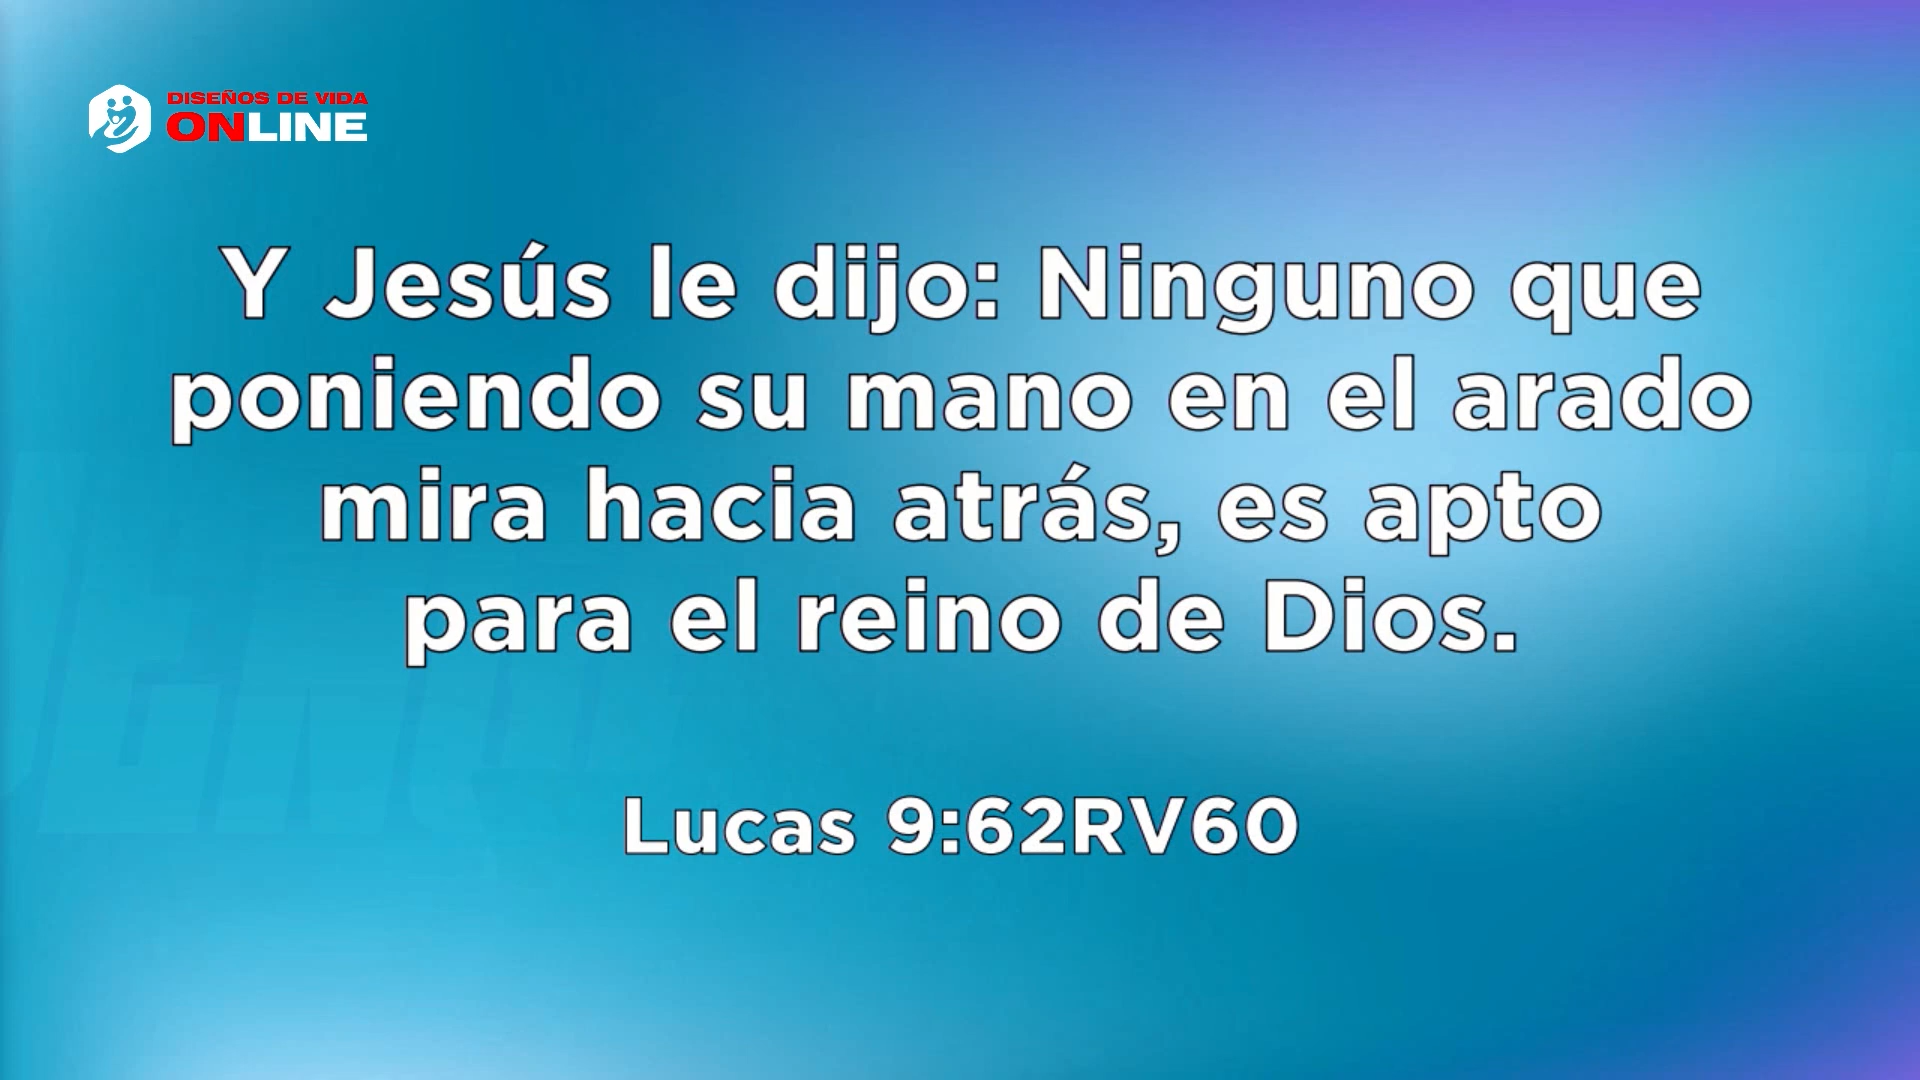 DISEÑOS DE VIDA
ONLINE
Y Jesús le dijo: Ninguno que
poniendo su mano en el arado
mira hacia atrás, es apto
para el reino de Dios.
Lucas 9:62RV60